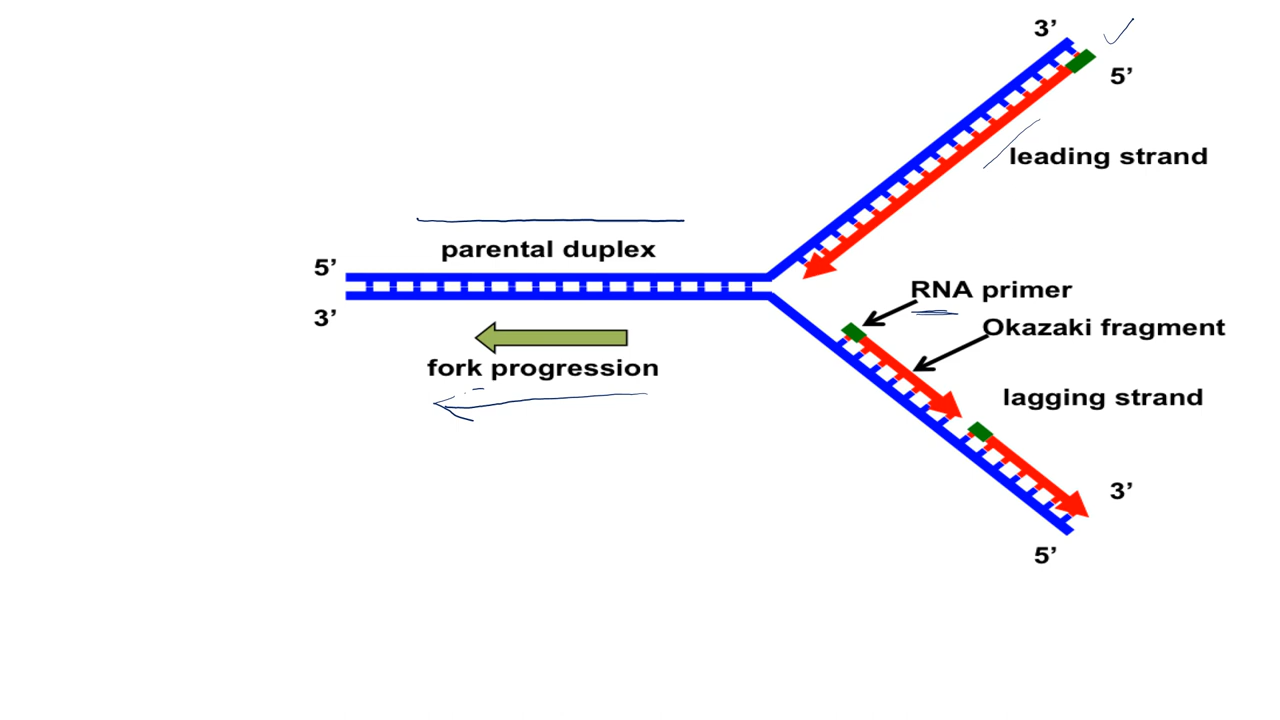 3’
5’
leading strand
parental duplex
5’
3’
RNA primer
Okazaki fragment
fork progression
lagging strand
3’
5’